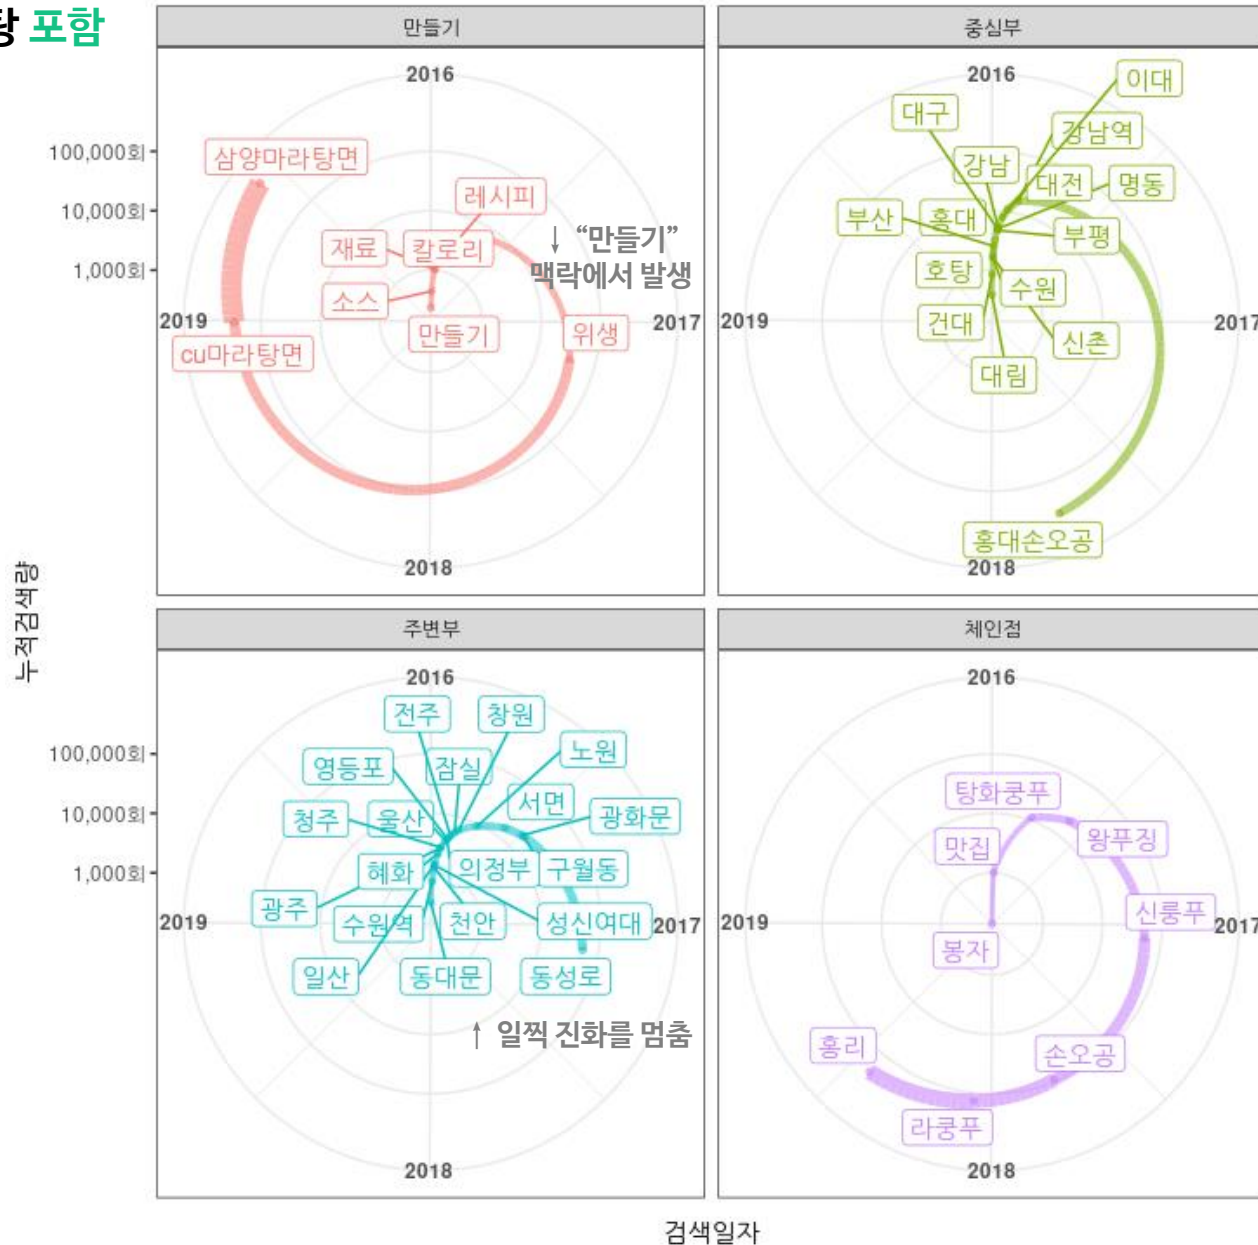 탕 포함
만들기
2016
100,000회
10,000회
1,000회
삼양마라탕면
레시피
재료
칼로리
↓ “만들기”
맥락에서 발생
소스
만들기
위생
2019
2017
cu마라탕면
2018
중심부
2016
이대
대구
강남역
강남
대전
명동
부산
홍대
부평
호탕
수원
건대
신촌
대림
2019
2017
홍대손오공
2018
누적검색량
주변부
2016
100,000회
10,000회
1,000회
전주
창원
노원
영등포
잠실
서면
광화문
청주
울산
혜화
의정부
구월동
광주
수원역
천안
성신여대
2019
2017
일산
동대문
동성로
↑ 일찍 진화를 멈춤
2018
체인점
2016
탕화쿵푸
맛집
왕푸징
신룽푸
2019
2017
봉자
홍리
손오공
라쿵푸
2018
검색일자